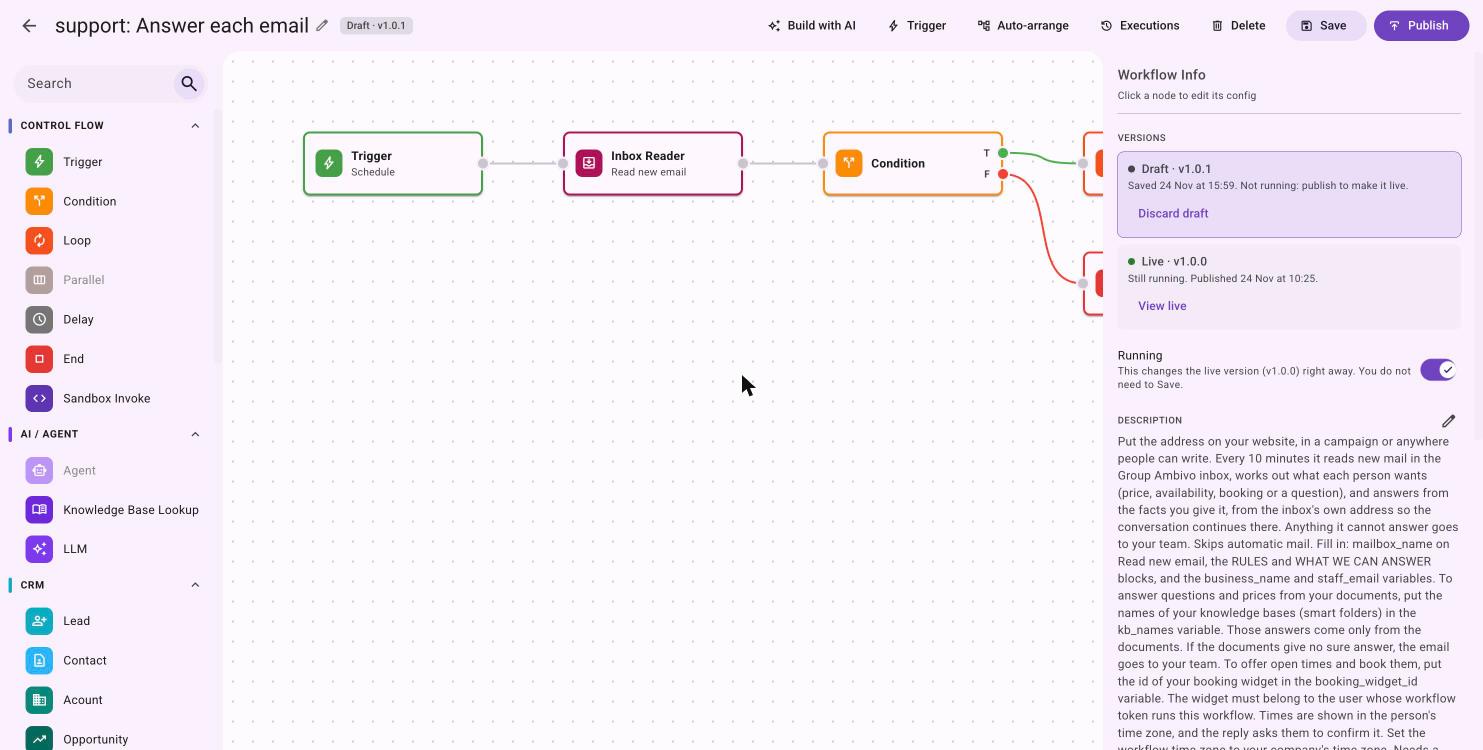 support: Answer each email
Draft · v1.0.1
Build with AI
Trigger
Auto-arrange
Executions
Delete
Save
Publish
Search
CONTROL FLOW
Trigger
Condition
Loop
Parallel
Delay
End
Sandbox Invoke
AI / AGENT
Agent
Knowledge Base Lookup
LLM
CRM
Lead
Contact
Acount
Opportunity
Trigger
Schedule
Inbox Reader
Read new email
Condition
T
F
Workflow Info
Click a node to edit its config
VERSIONS
Draft · v1.0.1
Saved 24 Nov at 15:59. Not running: publish to make it live.
Discard draft
Live · v1.0.0
Still running. Published 24 Nov at 10:25.
View live
Running
This changes the live version (v1.0.0) right away. You do not
need to Save.
DESCRIPTION
Put the address on your website, in a campaign or anywhere
people can write. Every 10 minutes it reads new mail in the
Group Ambivo inbox, works out what each person wants
(price, availability, booking or a question), and answers from
the facts you give it, from the inbox's own address so the
conversation continues there. Anything it cannot answer goes
to your team. Skips automatic mail. Fill in: mailbox_name on
Read new email, the RULES and WHAT WE CAN ANSWER
blocks, and the business_name and staff_email variables. To
answer questions and prices from your documents, put the
names of your knowledge bases (smart folders) in the
kb_names variable. Those answers come only from the
documents. If the documents give no sure answer, the email
goes to your team. To offer open times and book them, put
the id of your booking widget in the booking_widget_id
variable. The widget must belong to the user whose workflow
token runs this workflow. Times are shown in the person's
time zone, and the reply asks them to confirm it. Set the
workflow time zone to your company's time zone. Needs a